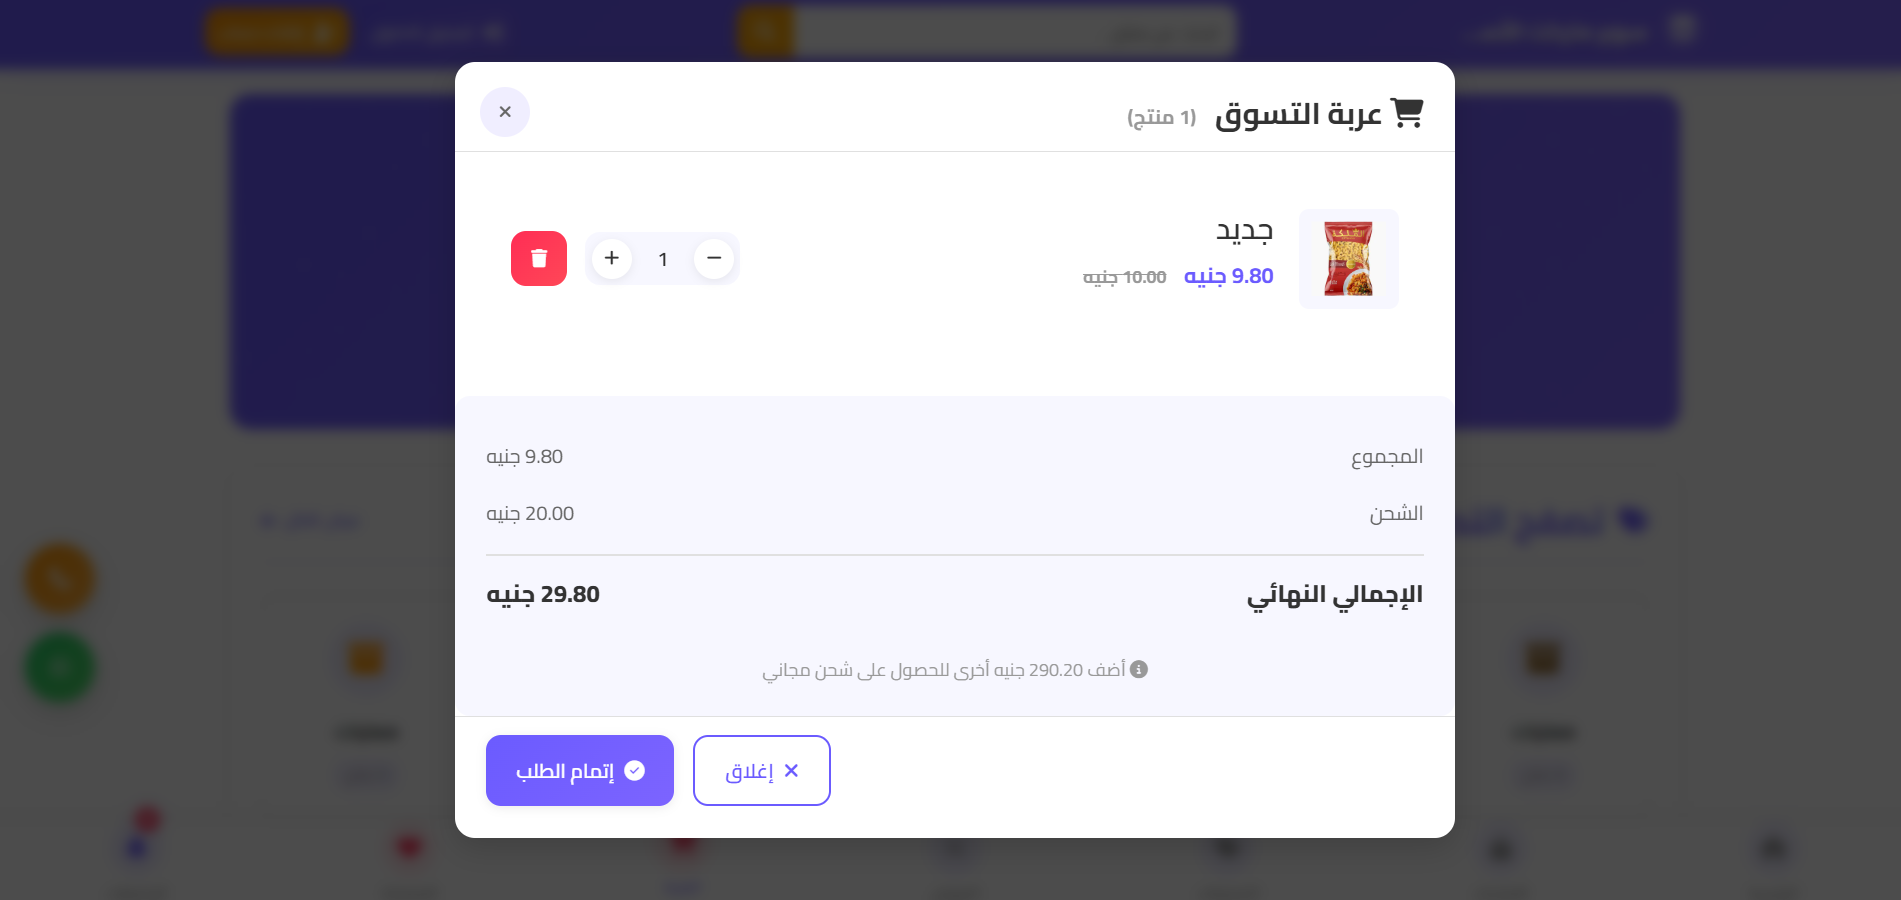 عربة التسوق (1 منتج)
جديد
9.80 جنيه 10.00 جنيه
1
المجموع 9.80 جنيه
الشحن 20.00 جنيه
الإجمالي النهائي 29.80 جنيه
أضف 290.20 جنيه أخرى للحصول على شحن مجاني
إغلاق
إتمام الطلب